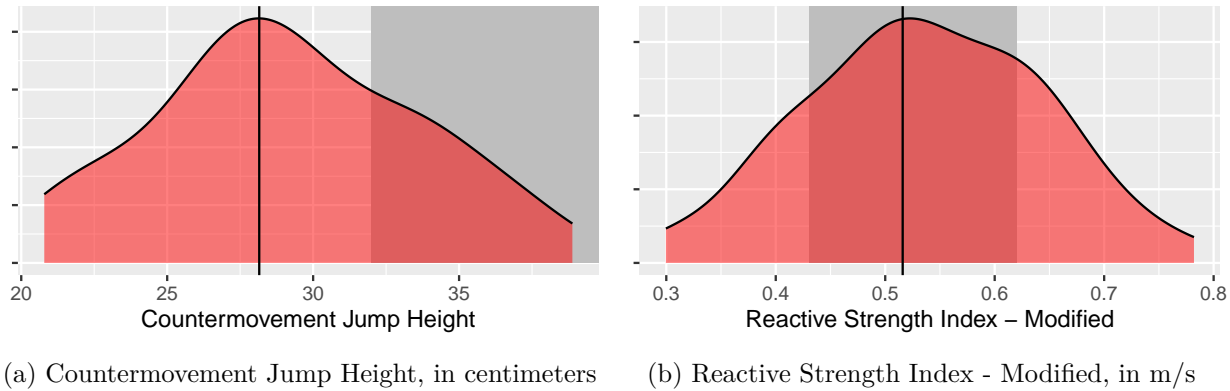 20 25 30 35
Countermovement Jump Height
(a) Countermovement Jump Height, in centimeters
0.3 0.4 0.5 0.6 0.7 0.8
Reactive Strength Index – Modified
(b) Reactive Strength Index - Modified, in m/s